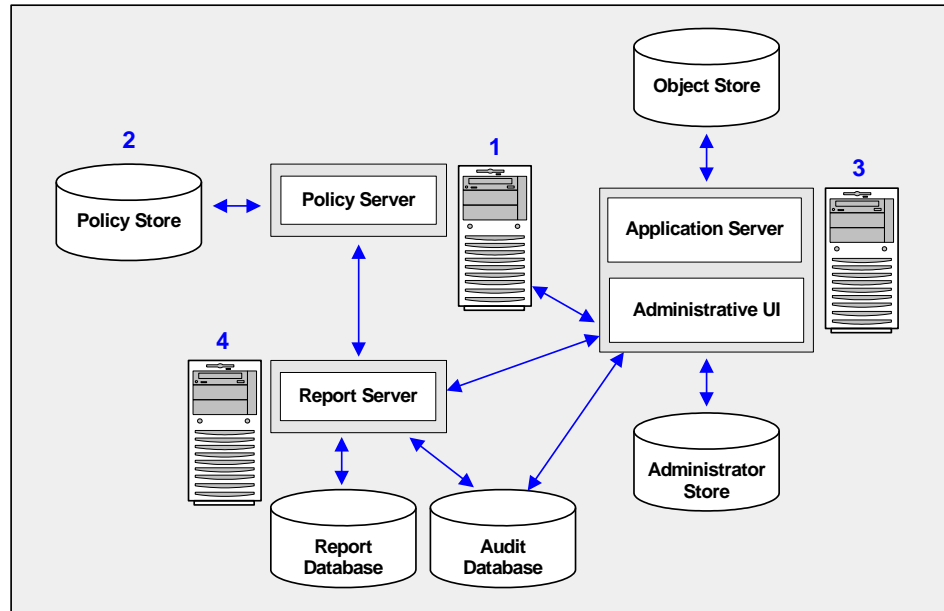 Object Store
2
1
3
Policy Store
Policy Server
Application Server
Administrative UI
4
Report Server
Administrator
Store
Report
Database
Audit
Database